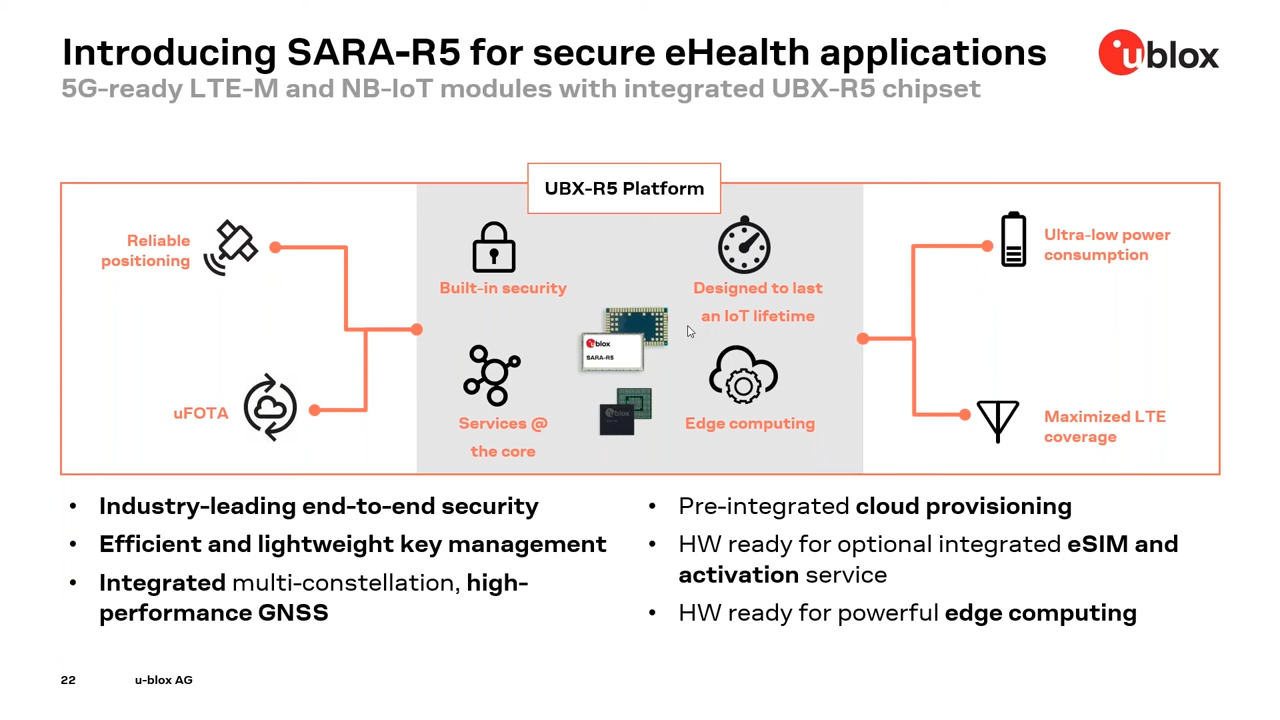 Introducing SARA-R5 for secure eHealth applications
ublox
5G-ready LTE-M and NB-IoT modules with integrated UBX-R5 chipset
UBX-R5 Platform
Reliable
positioning
uFOTA
Built-in security
Designed to last
an IoT lifetime
ublox
SARA-R5
ublox
Services @
the core
Edge computing
Ultra-low power
consumption
Maximized LTE
coverage
• Industry-leading end-to-end security
• Efficient and lightweight key management
• Integrated multi-constellation, high-
performance GNSS
• Pre-integrated cloud provisioning
• HW ready for optional integrated eSIM and
activation service
• HW ready for powerful edge computing
22
u-blox AG